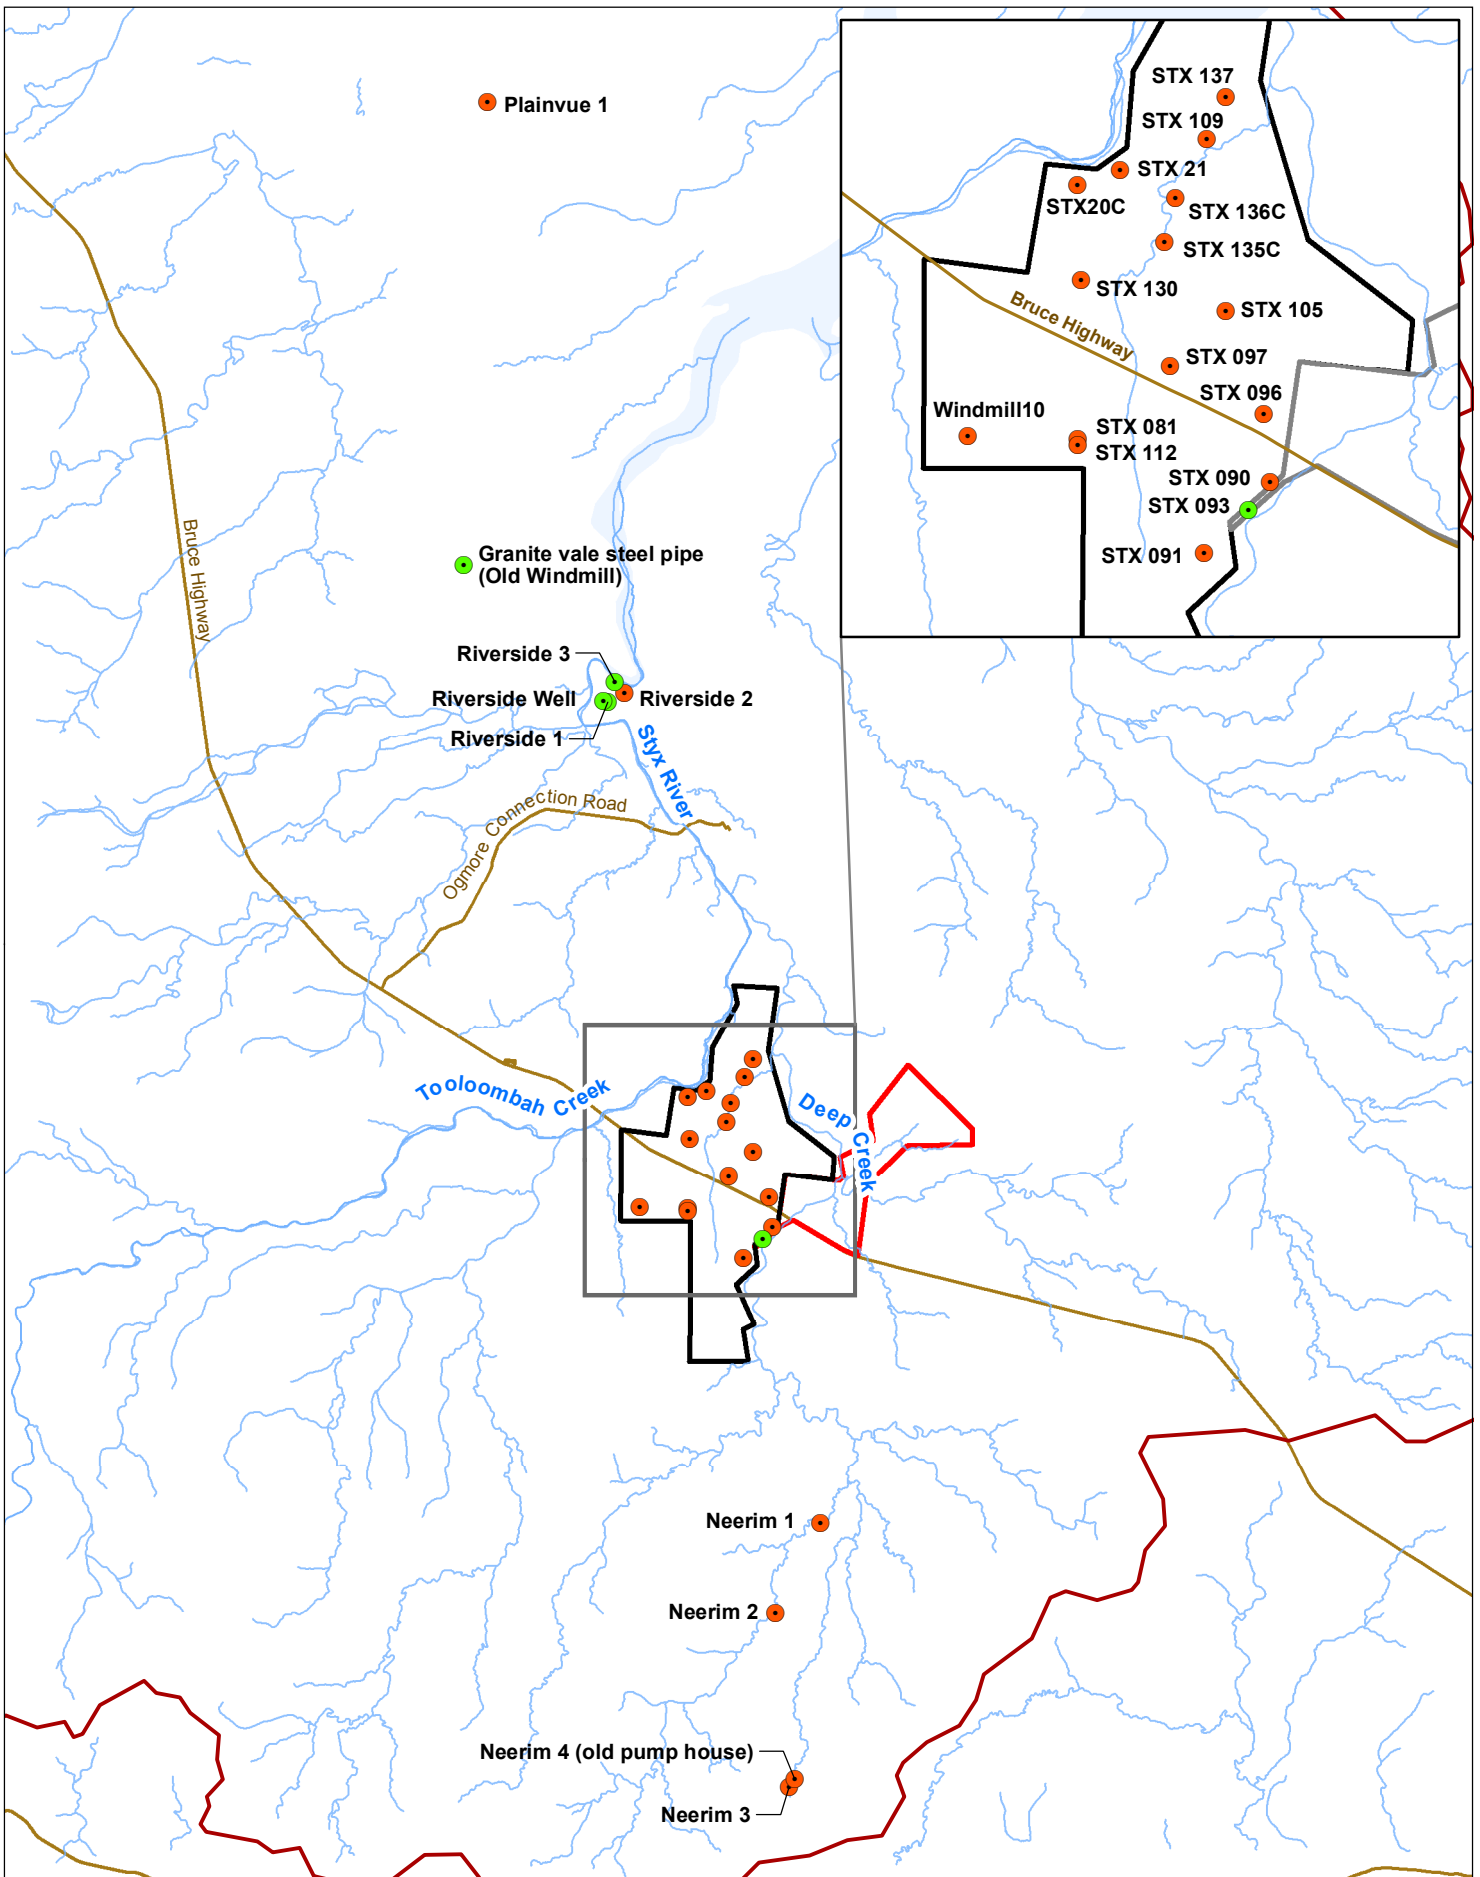 Plainvue 1
STX 137
STX 109
STX 21
STX20C
STX 136C
STX 135C
STX 130
STX 105
Bruce Highway
STX 097
STX 096
Windmill10
STX 081
STX 112
STX 090
STX 093
STX 091
Bruce Highway
Granite vale steel pipe
(Old Windmill)
Riverside 3
Riverside Well
Riverside 2
Riverside 1
Styx River
Ogmore Connection Road
Tooloombah Creek
Deep Creek
Neerim 1
Neerim 2
Neerim 4 (old pump house)
Neerim 3